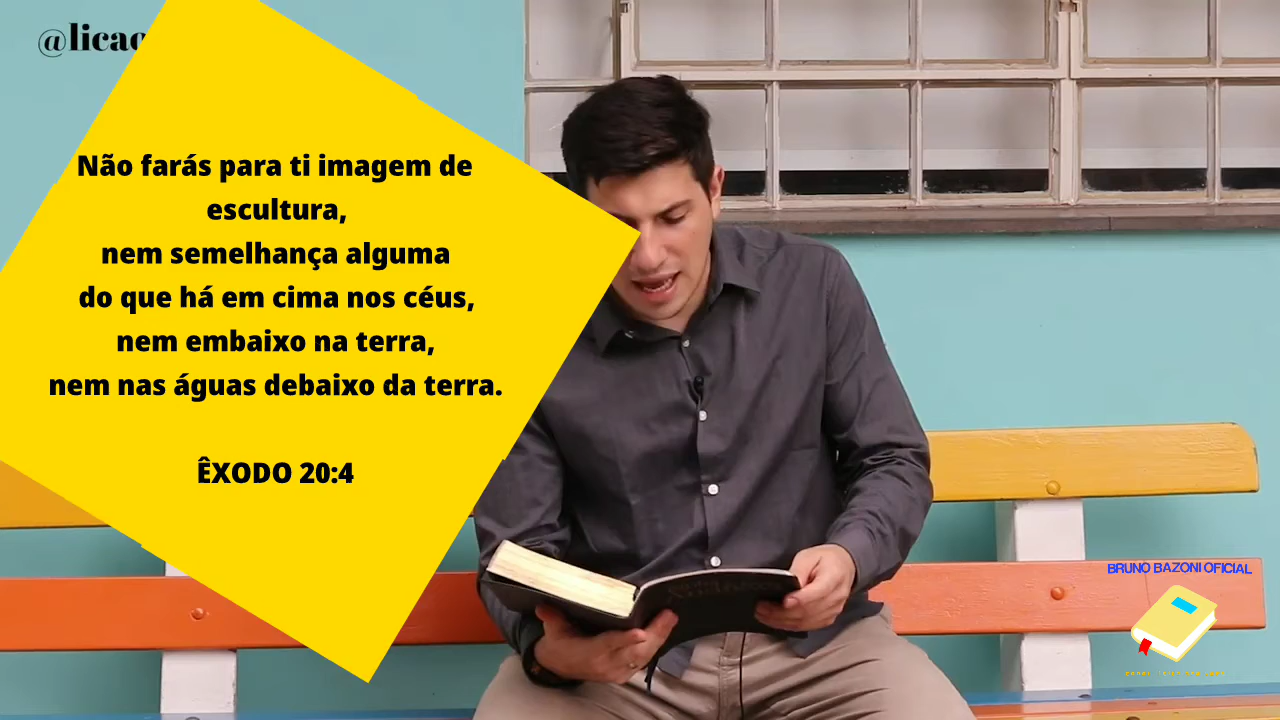 @licao
Não farás para ti imagem de
escultura,
nem semelhança alguma
do que há em cima nos céus,
nem embaixo na terra,
nem nas águas debaixo da terra.
ÊXODO 20:4
BRUNO BAZONI OFICIAL